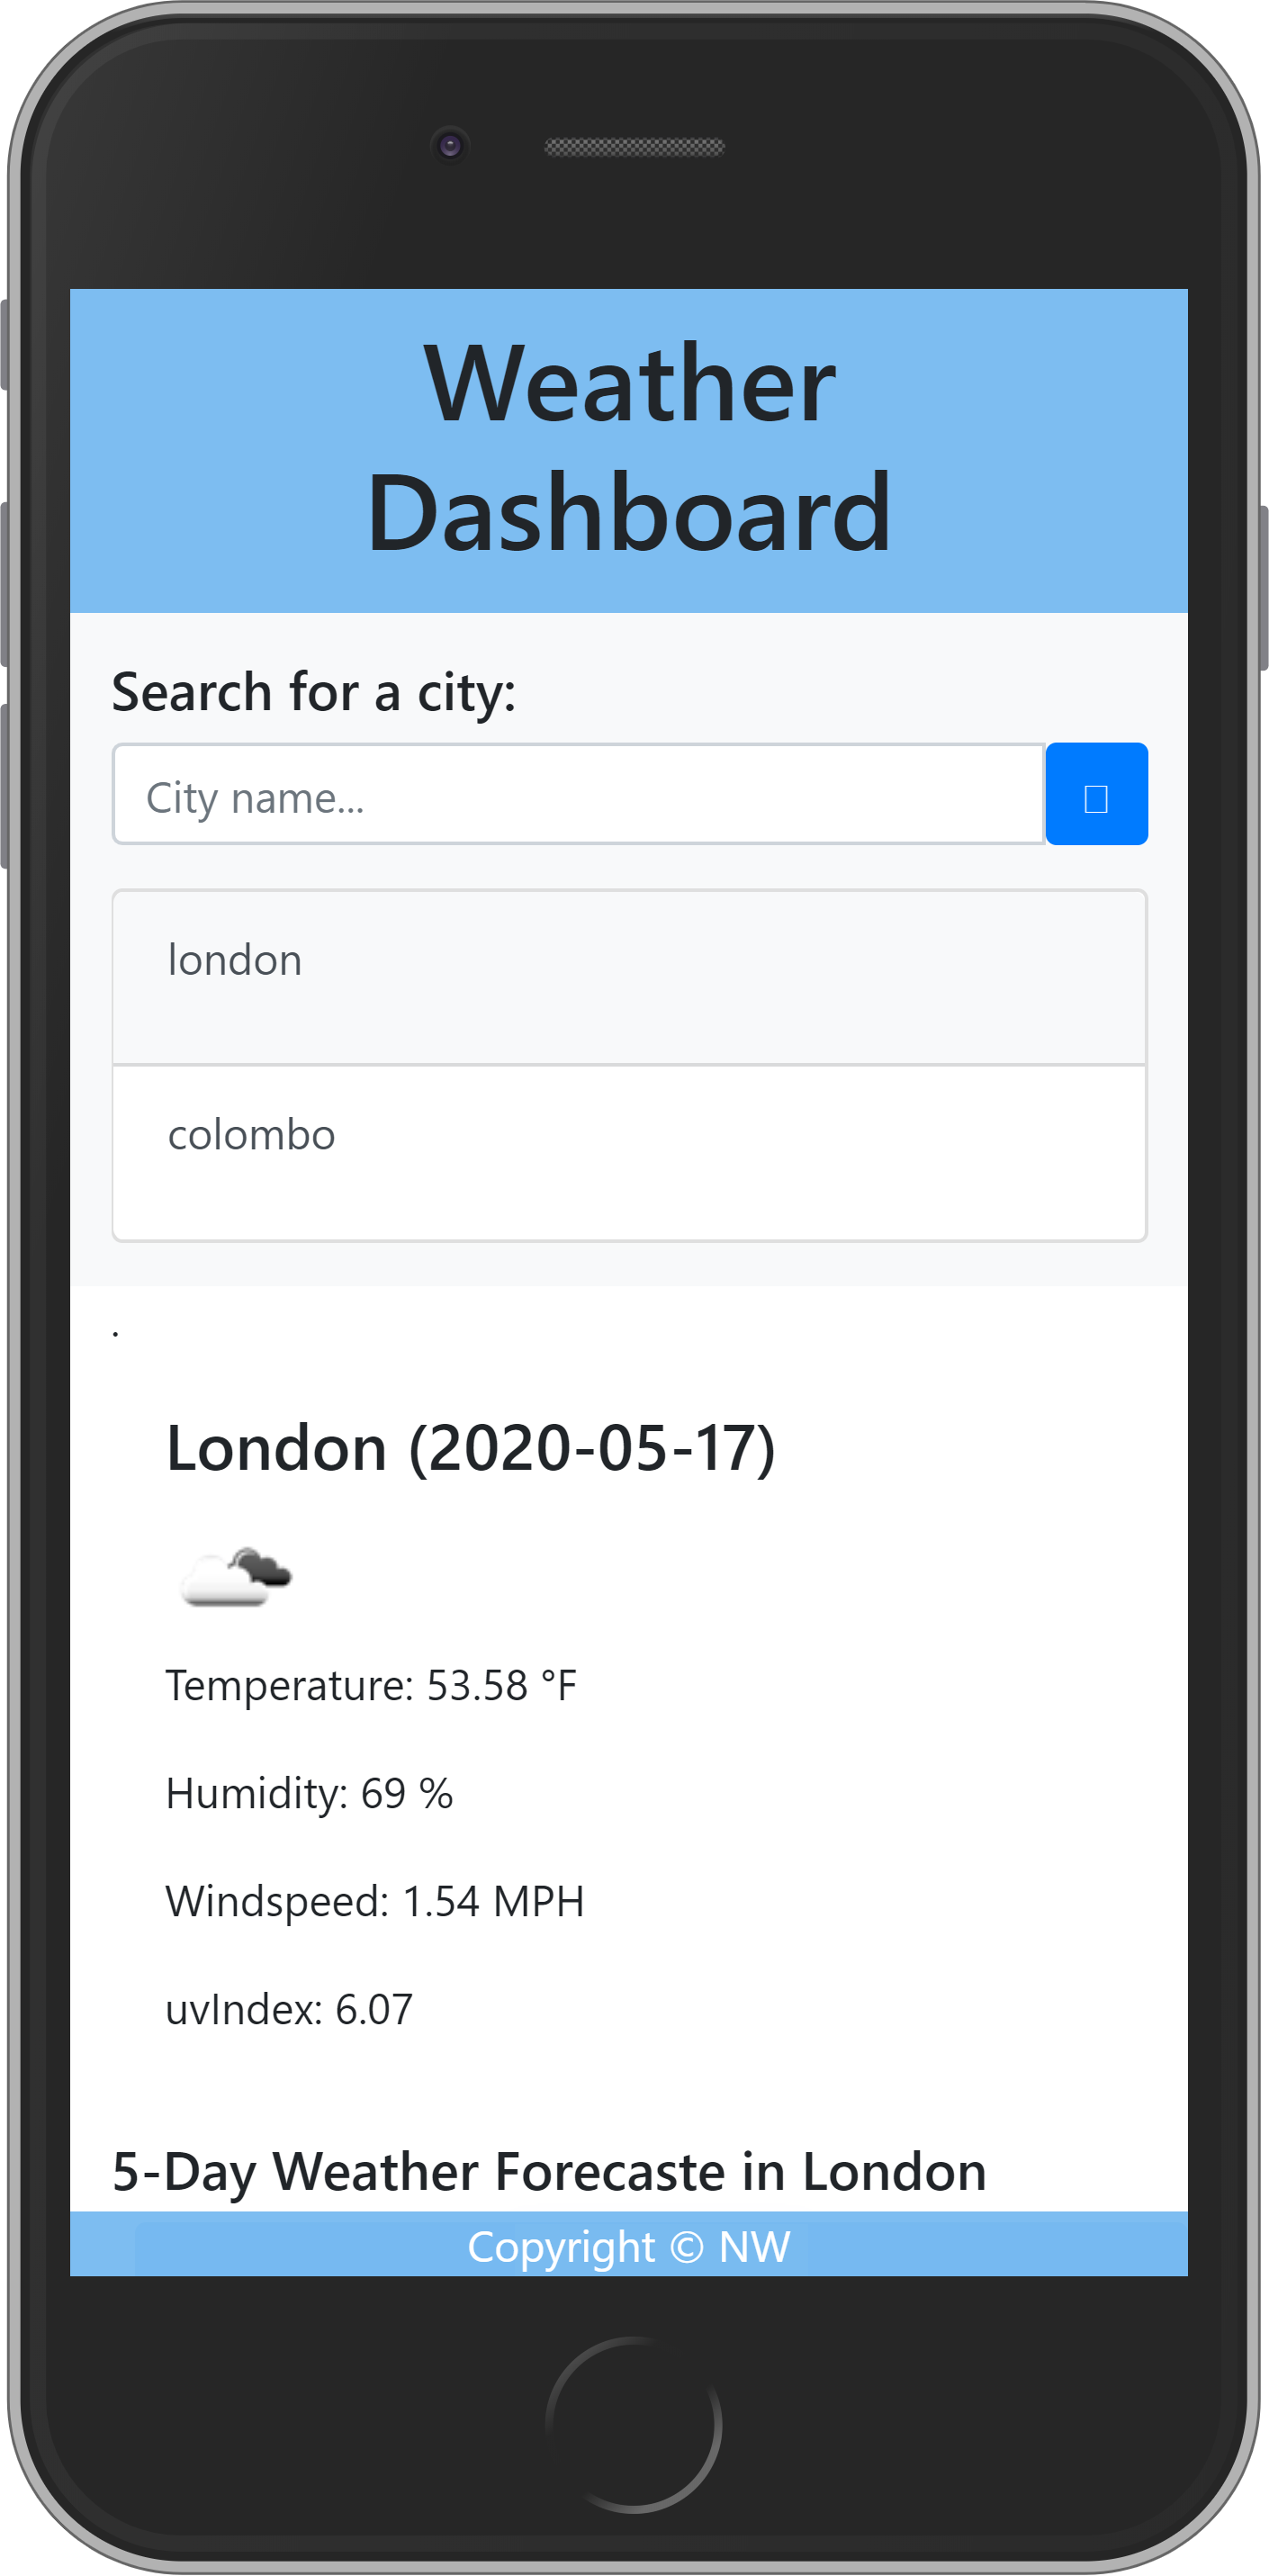 Weather
Dashboard
Search for a city:
City name...
london
colombo
.
London (2020-05-17)
Temperature: 53.58 °F
Humidity: 69 %
Windspeed: 1.54 MPH
uvIndex: 6.07
5-Day Weather Forecaste in London
Copyright © NW